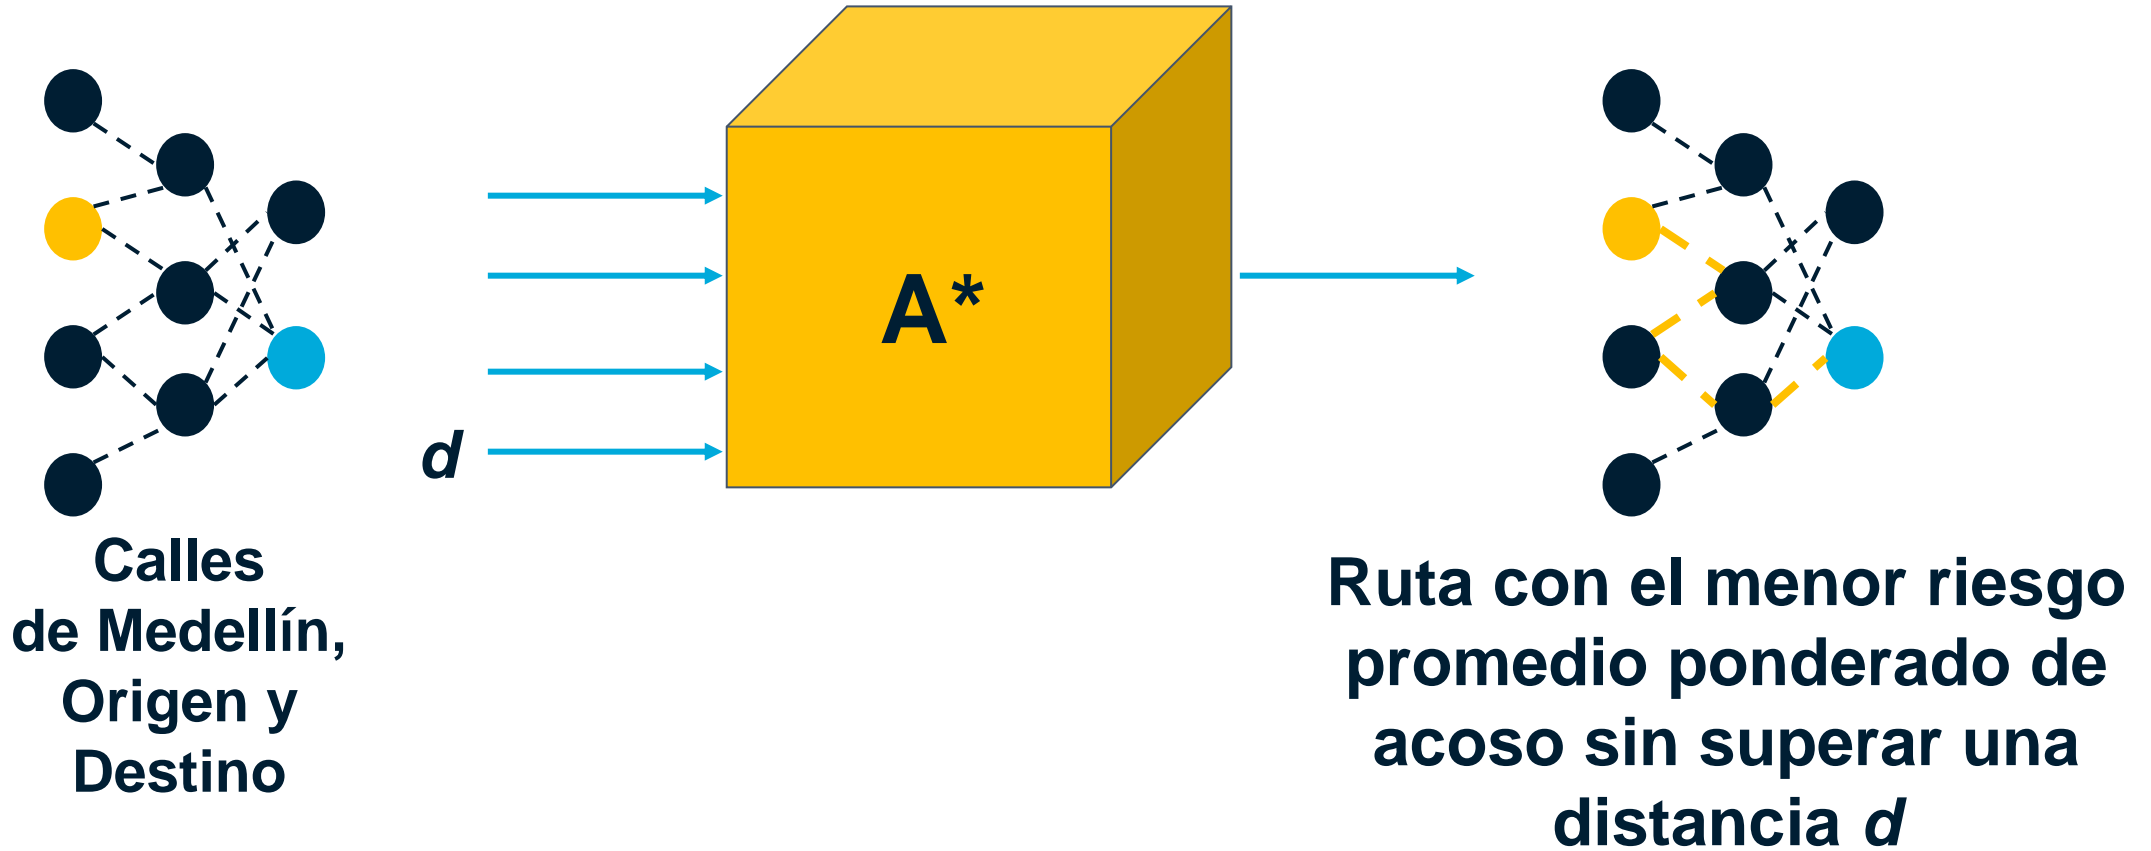 A*
d
Calles
de Medellín,
Origen y
Destino
Ruta con el menor riesgo
promedio ponderado de
acoso sin superar una
distancia d